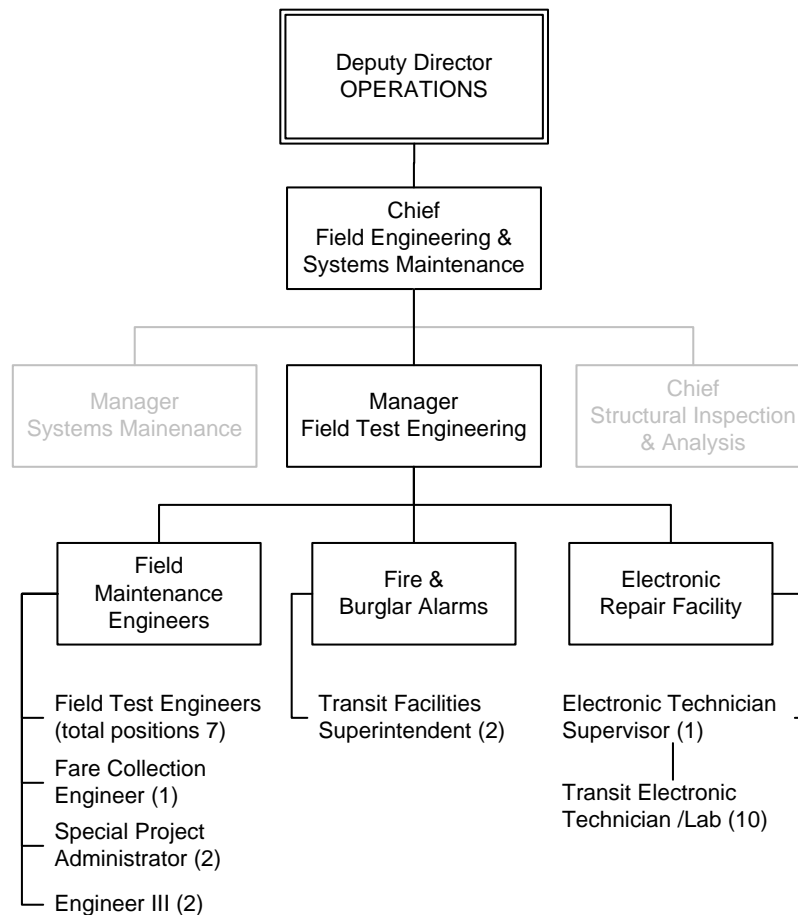 Deputy Director
OPERATIONS
Chief
Field Engineering &
Systems Maintenance
Manager
Systems Mainenance
Manager
Field Test Engineering
Chief
Structural Inspection
& Analysis
Field
Maintenance
Engineers
Fire &
Burglar Alarms
Electronic
Repair Facility
Field Test Engineers
(total positions 7)
Fare Collection
Engineer (1)
Special Project
Administrator (2)
Engineer III (2)
Transit Facilities
Superintendent (2)
Electronic Technician
Supervisor (1)
Transit Electronic
Technician /Lab (10)